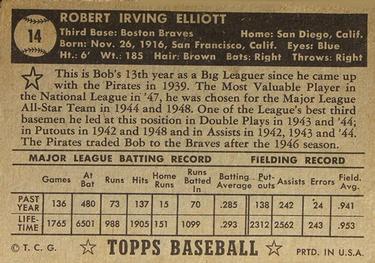 14
ROBERT IRVING ELLIOTT
Third Base: Boston Braves Home: San Diego, Calif.
Born: Nov. 26, 1916, San Francisco, Calif. Eyes: Blue
Ht.: 6' Wt.: 185 Hair: Brown Bats: Right Throws: Right
This is Bob's 13th year as a Big Leaguer since he came up
with the Pirates in 1939. The Most Valuable Player in
the National League in '47, he was chosen for the Major League
All-Star Team in 1944 and 1948. One of the League's best third
basemen he led at this position in Double Plays in 1943 and '44;
in Putouts in 1942 and 1948 and in Assists in 1942, 1943 and '44.
The Pirates traded Bob to the Braves after the 1946 season.
MAJOR LEAGUE BATTING RECORD FIELDING RECORD
Games At Bat Runs Hits Home Runs Runs Batted In Batting Average Put-outs Assists Errors Field. Av.
PAST YEAR 136 480 73 137 15 70 .285 138 242 24 .941
LIFE-TIME 1765 6501 988 1905 151 1099 .293 2312 2562 243 .953
© T. C. G. TOPPS BASEBALL PRTD. IN U.S.A.